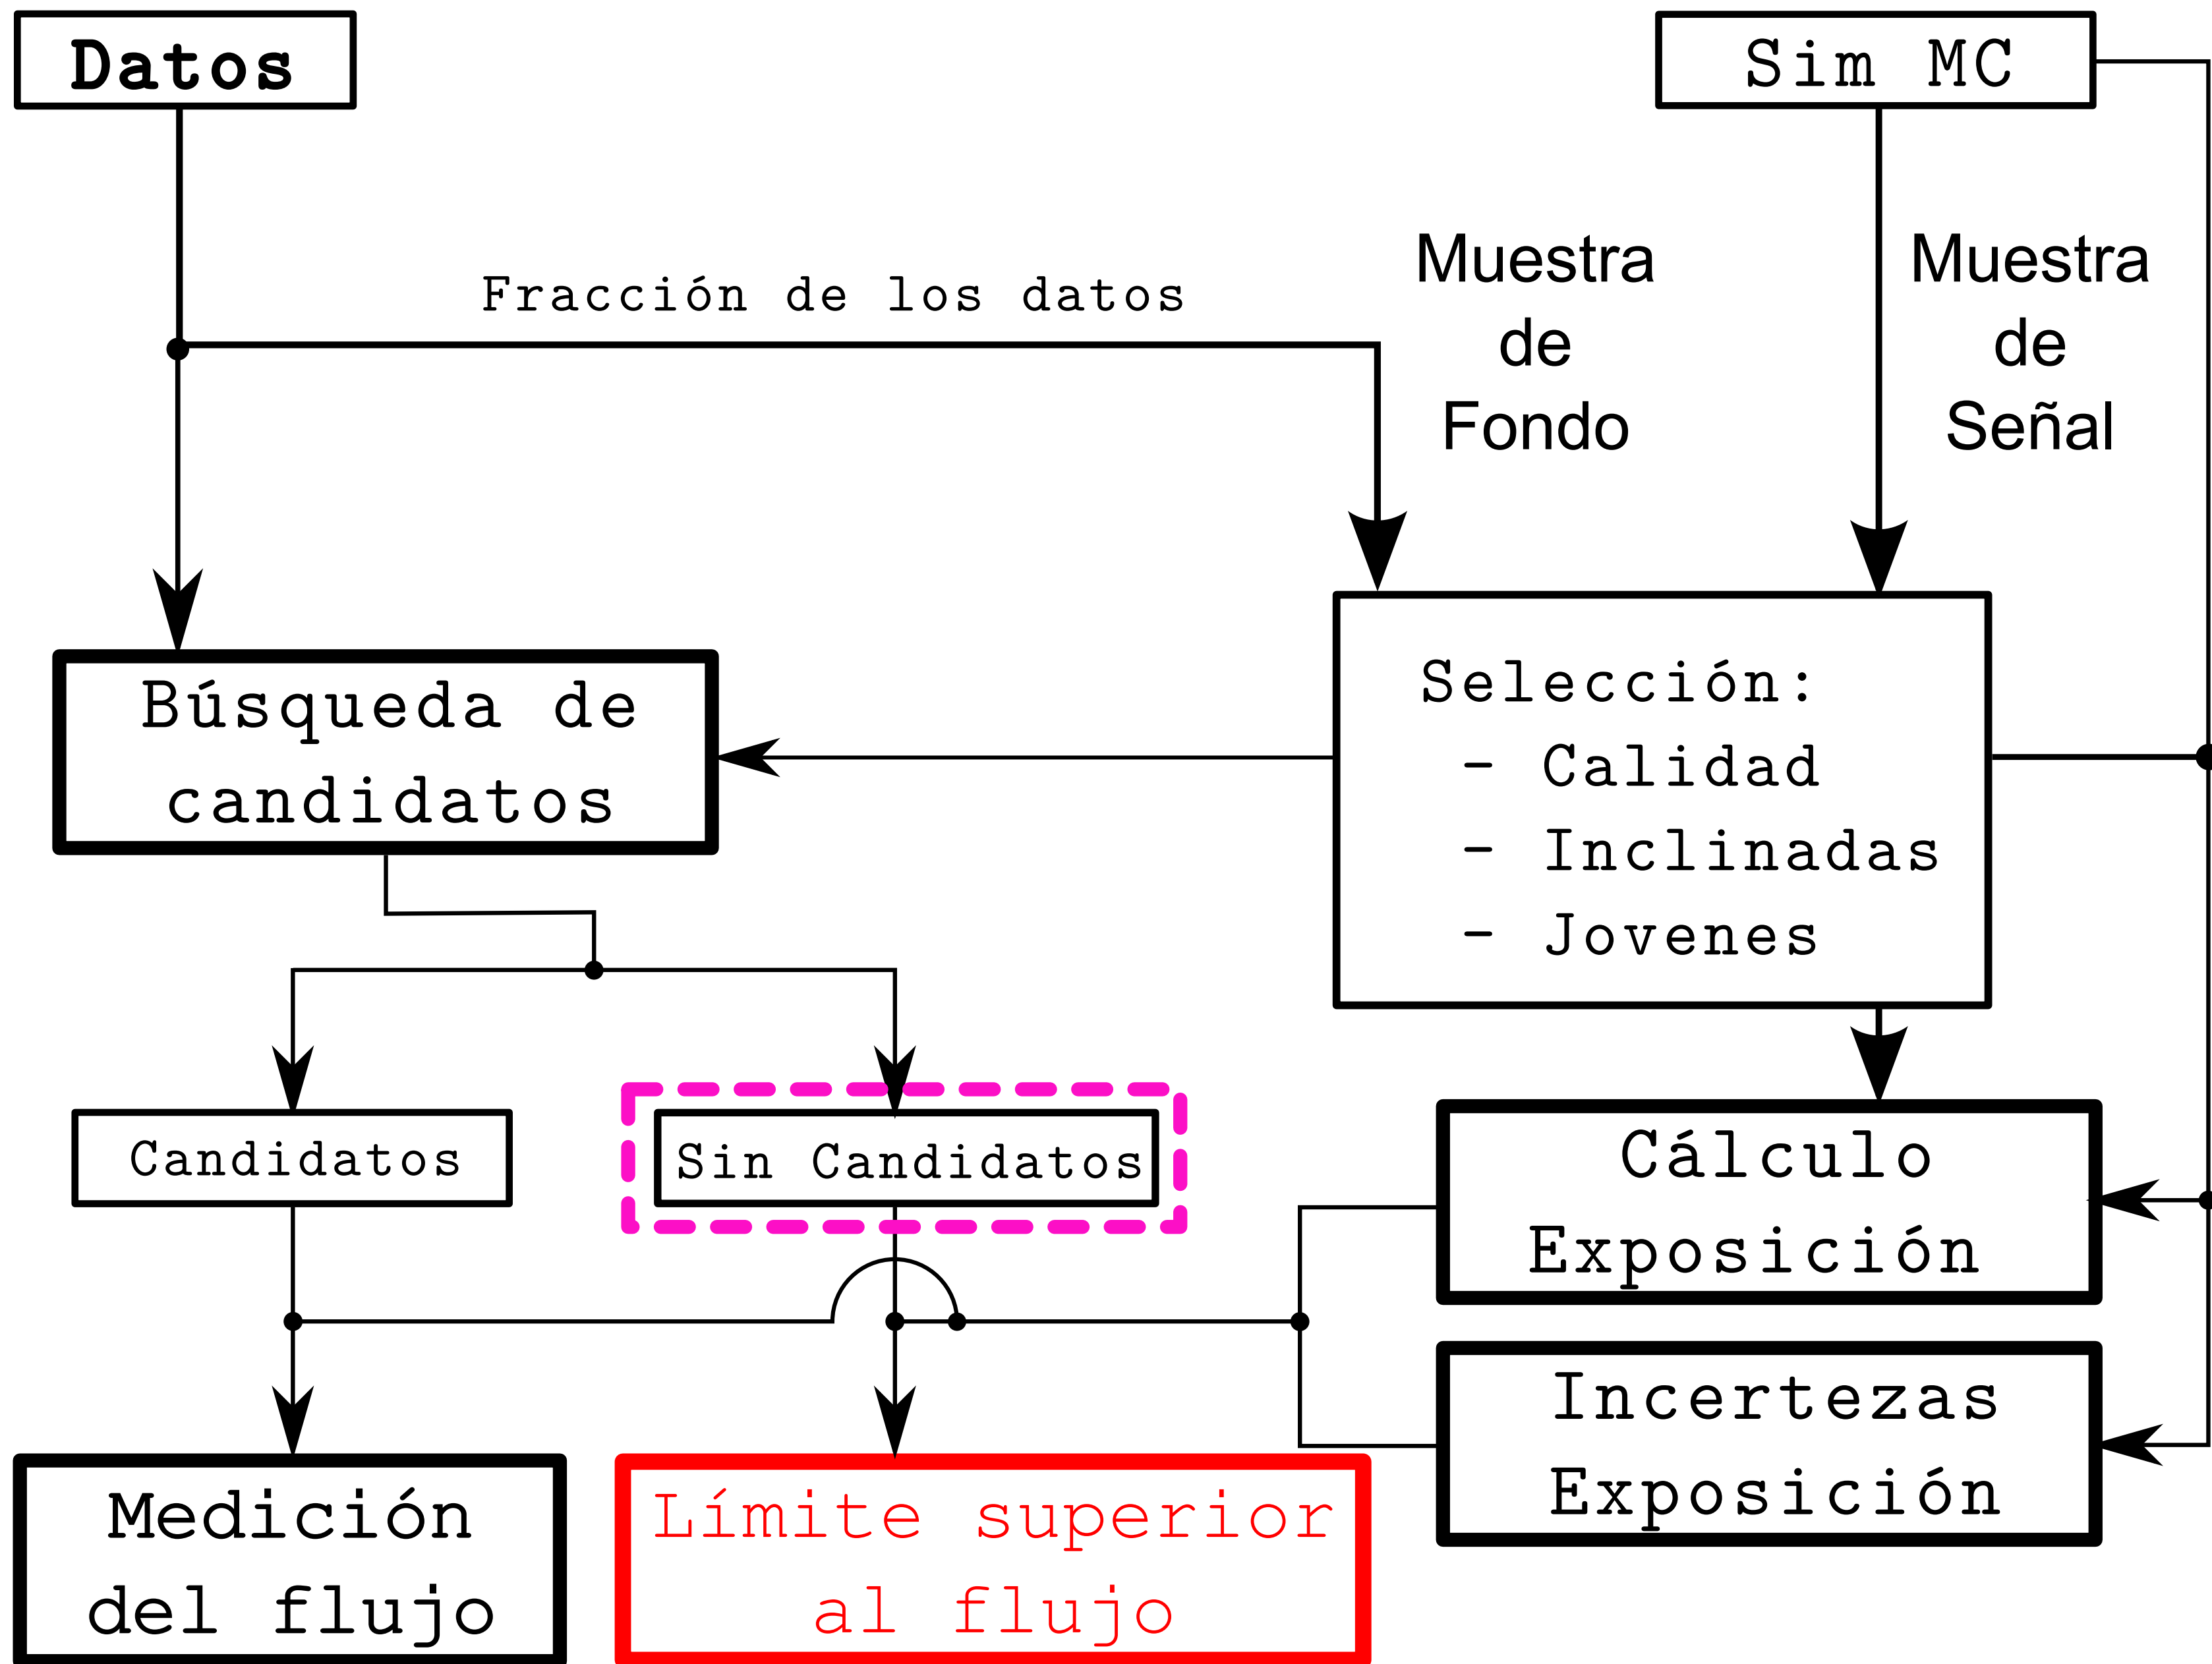 Datos
Sim MC
Fracción de los datos
Muestra
de
Fondo
Muestra
de
Señal
Búsqueda de
candidatos
Selección:
- Calidad
- Inclinadas
- Jovenes
Candidatos
Sin Candidatos
Cálculo
Exposición
Incertezas
Exposición
Medición
del flujo
Límite superior
al flujo